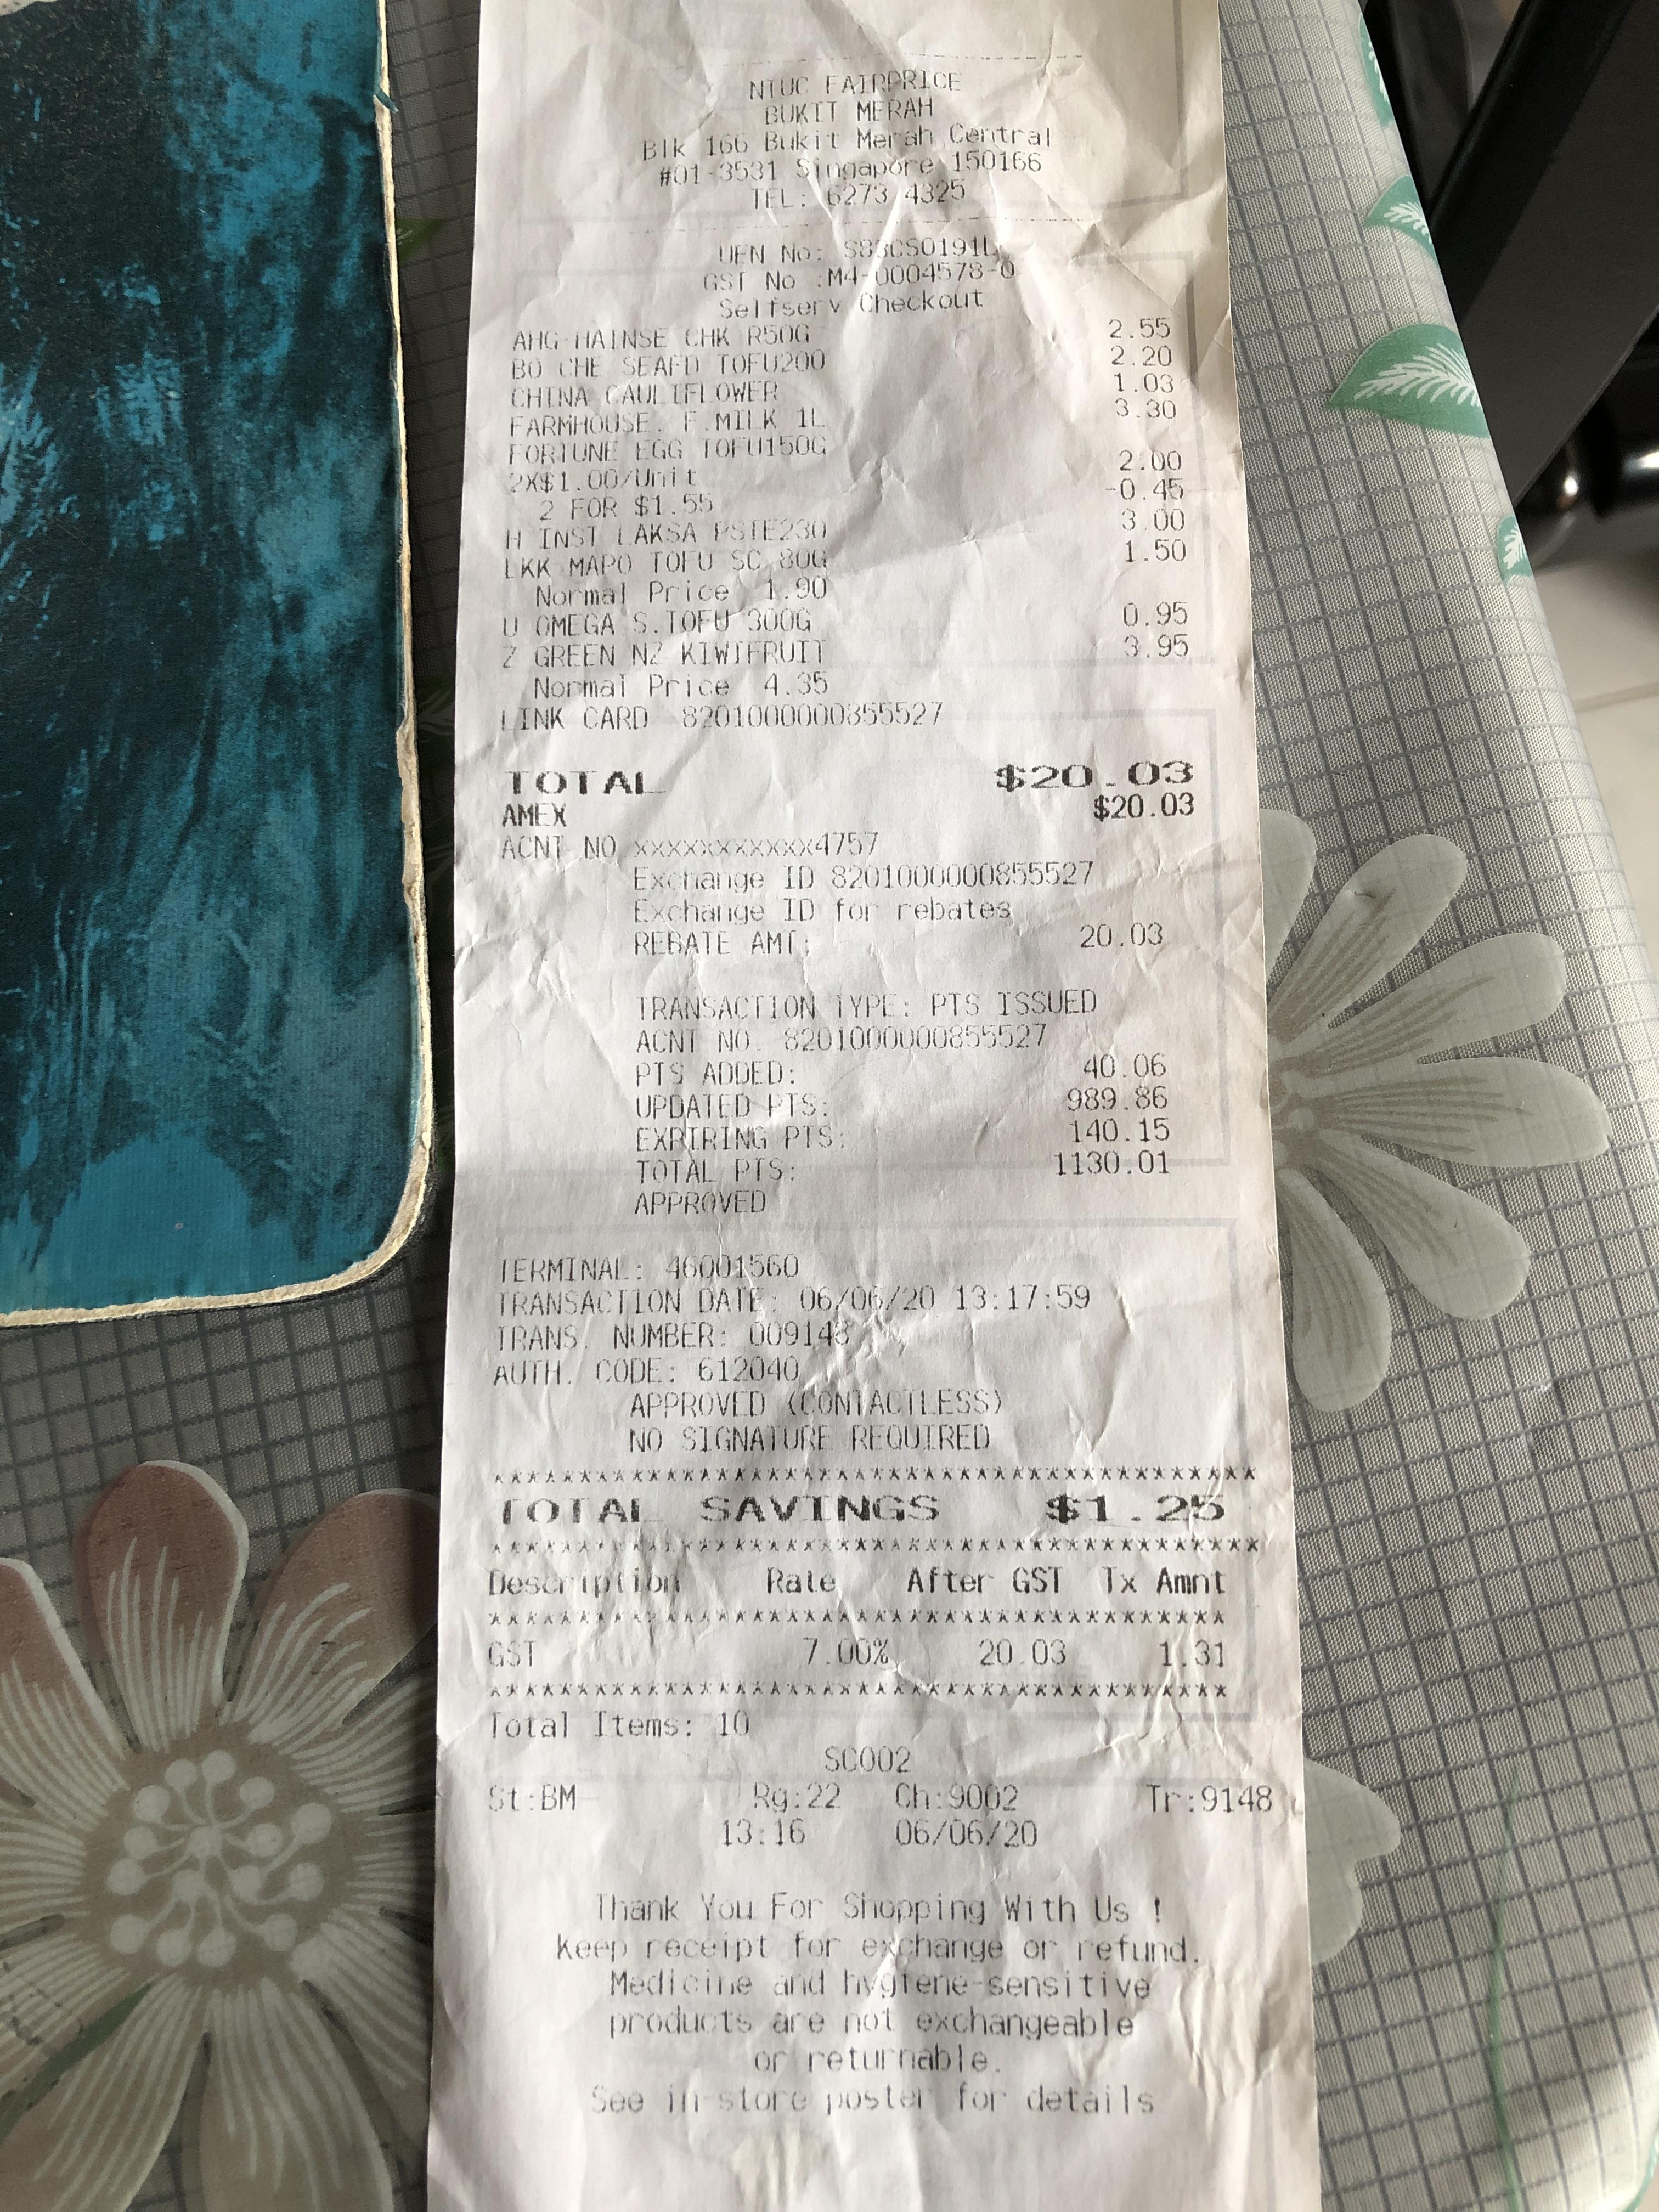 NTUC FAIRPRICE
BUKIT MERAH
Blk 166 Bukit Merah Central
#01-3531 Singapore 150166
TEL: 6273 4325
UEN No: S83CS0191L
GST No :M4-0004578-0
Selfserv Checkout
AHG HAINSE CHK R50G 2.55
BO CHE SEAFD TOFU200 2.20
CHINA CAULIFLOWER 1.03
FARMHOUSE. F.MILK 1L 3.30
FORTUNE EGG TOFU150G
2X$1.00/Unit 2.00
2 FOR $1.55 -0.45
H INST LAKSA PSTE230 3.00
LKK MAPO TOFU SC 80G 1.50
Normal Price 1.90
U OMEGA S.TOFU 300G 0.95
Z GREEN NZ KIWIFRUIT 3.95
Normal Price 4.35
LINK CARD 8201000000855527
TOTAL $20.03
AMEX $20.03
ACNT NO xxxxxxxxxxx4757
Exchange ID 8201000000855527
Exchange ID for rebates
REBATE AMT: 20.03
TRANSACTION TYPE: PTS ISSUED
ACNT NO. 8201000000855527
PTS ADDED: 40.06
UPDATED PTS: 989.86
EXPIRING PTS: 140.15
TOTAL PTS: 1130.01
APPROVED
TERMINAL: 46001560
TRANSACTION DATE: 06/06/20 13:17:59
TRANS. NUMBER: 009148
AUTH. CODE: 612040
APPROVED (CONTACTLESS)
NO SIGNATURE REQUIRED
*******************************************
TOTAL SAVINGS $1.25
*******************************************
Description Rate After GST Tx Amnt
*******************************************
GST 7.00% 20.03 1.31
*******************************************
Total Items: 10
SC002
St:BM Rg:22 Ch:9002 Tr:9148
13:16 06/06/20
Thank You For Shopping With Us !
Keep receipt for exchange or refund.
Medicine and hygiene-sensitive
products are not exchangeable
or returnable.
See in-store poster for details